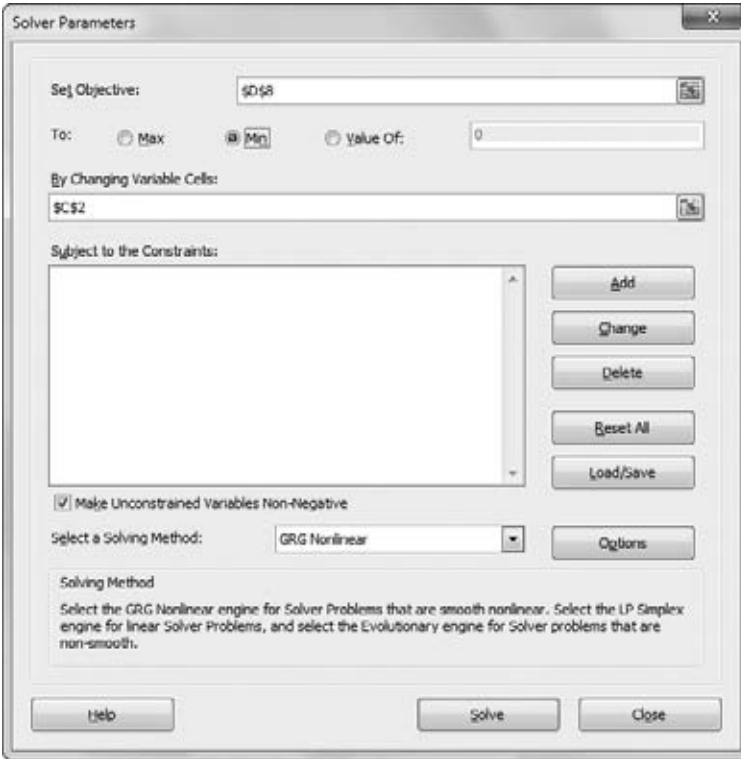 Solver Parameters
Set Objective:
$D$8
To:
Max
Min
Value Of:
0
By Changing Variable Cells:
$C$2
Subject to the Constraints:
Add
Change
Delete
Reset All
Load/Save
Make Unconstrained Variables Non-Negative
Select a Solving Method:
GRG Nonlinear
Options
Solving Method
Select the GRG Nonlinear engine for Solver Problems that are smooth nonlinear. Select the LP Simplex
engine for linear Solver Problems, and select the Evolutionary engine for Solver problems that are
non-smooth.
Help
Solve
Close